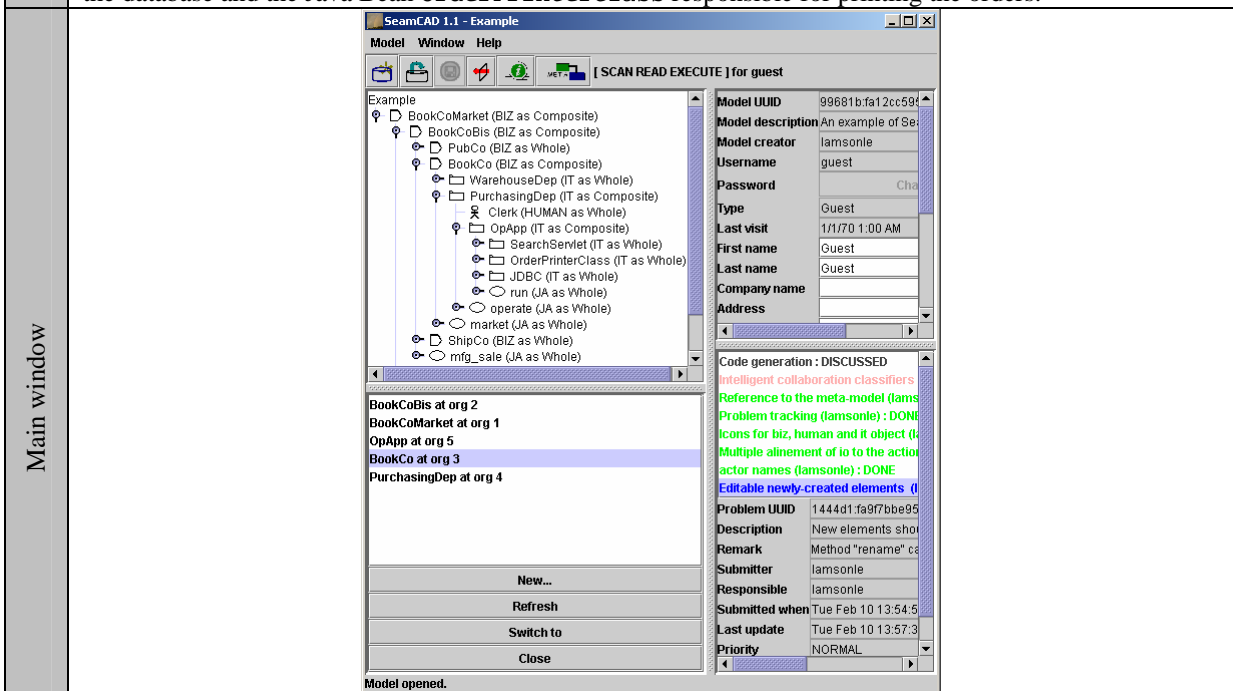 SeamCAD 1.1 - Example
Model Window Help
[ SCAN READ EXECUTE ] for guest
Example
BookCoMarket (BIZ as Composite)
BookCoBis (BIZ as Composite)
PubCo (BIZ as Whole)
BookCo (BIZ as Composite)
WarehouseDep (IT as Whole)
PurchasingDep (IT as Composite)
Clerk (HUMAN as Whole)
OpApp (IT as Composite)
SearchServlet (IT as Whole)
OrderPrinterClass (IT as Whole)
JDBC (IT as Whole)
run (JA as Whole)
operate (JA as Whole)
market (JA as Whole)
ShipCo (BIZ as Whole)
mfg_sale (JA as Whole)
BookCoBis at org 2
BookCoMarket at org 1
OpApp at org 5
BookCo at org 3
PurchasingDep at org 4
New...
Refresh
Switch to
Close
Model opened.
Model UUID 99681b:fa12cc595
Model description An example of Sea
Model creator lamsonle
Username guest
Password Cha
Type Guest
Last visit 1/1/70 1:00 AM
First name Guest
Last name Guest
Company name
Address
Code generation : DISCUSSED
Intelligent collaboration classifiers
Reference to the meta-model (lams
Problem tracking (lamsonle) : DONE
Icons for biz, human and it object (la
Multiple alinement of io to the action
actor names (lamsonle) : DONE
Editable newly-created elements (l
Problem UUID 1444d1:fa9f7bbe95
Description New elements shou
Remark Method "rename" ca
Submitter lamsonle
Responsible lamsonle
Submitted when Tue Feb 10 13:54:5
Last update Tue Feb 10 13:57:3
Priority NORMAL
Main window